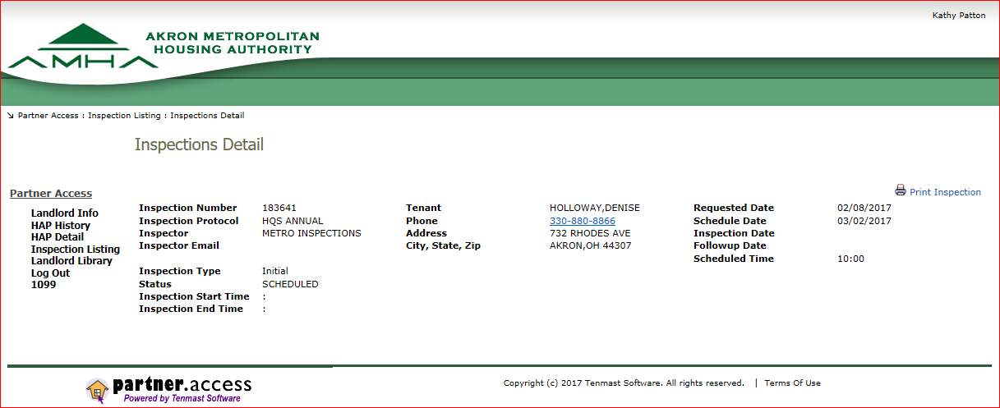 Kathy Patton
AKRON METROPOLITAN
HOUSING AUTHORITY
AMHA
Partner Access : Inspection Listing : Inspections Detail
Inspections Detail
Partner Access
Landlord Info
HAP History
HAP Detail
Inspection Listing
Landlord Library
Log Out
1099
Print Inspection
Inspection Number 183641 Tenant HOLLOWAY,DENISE Requested Date 02/08/2017
Inspection Protocol HQS ANNUAL Phone 330-880-8866 Schedule Date 03/02/2017
Inspector METRO INSPECTIONS Address 732 RHODES AVE Inspection Date
Inspector Email City, State, Zip AKRON,OH 44307 Followup Date
Scheduled Time 10:00
Inspection Type Initial
Status SCHEDULED
Inspection Start Time :
Inspection End Time :
partner.access
Powered by Tenmast Software
Copyright (c) 2017 Tenmast Software. All rights reserved. | Terms Of Use